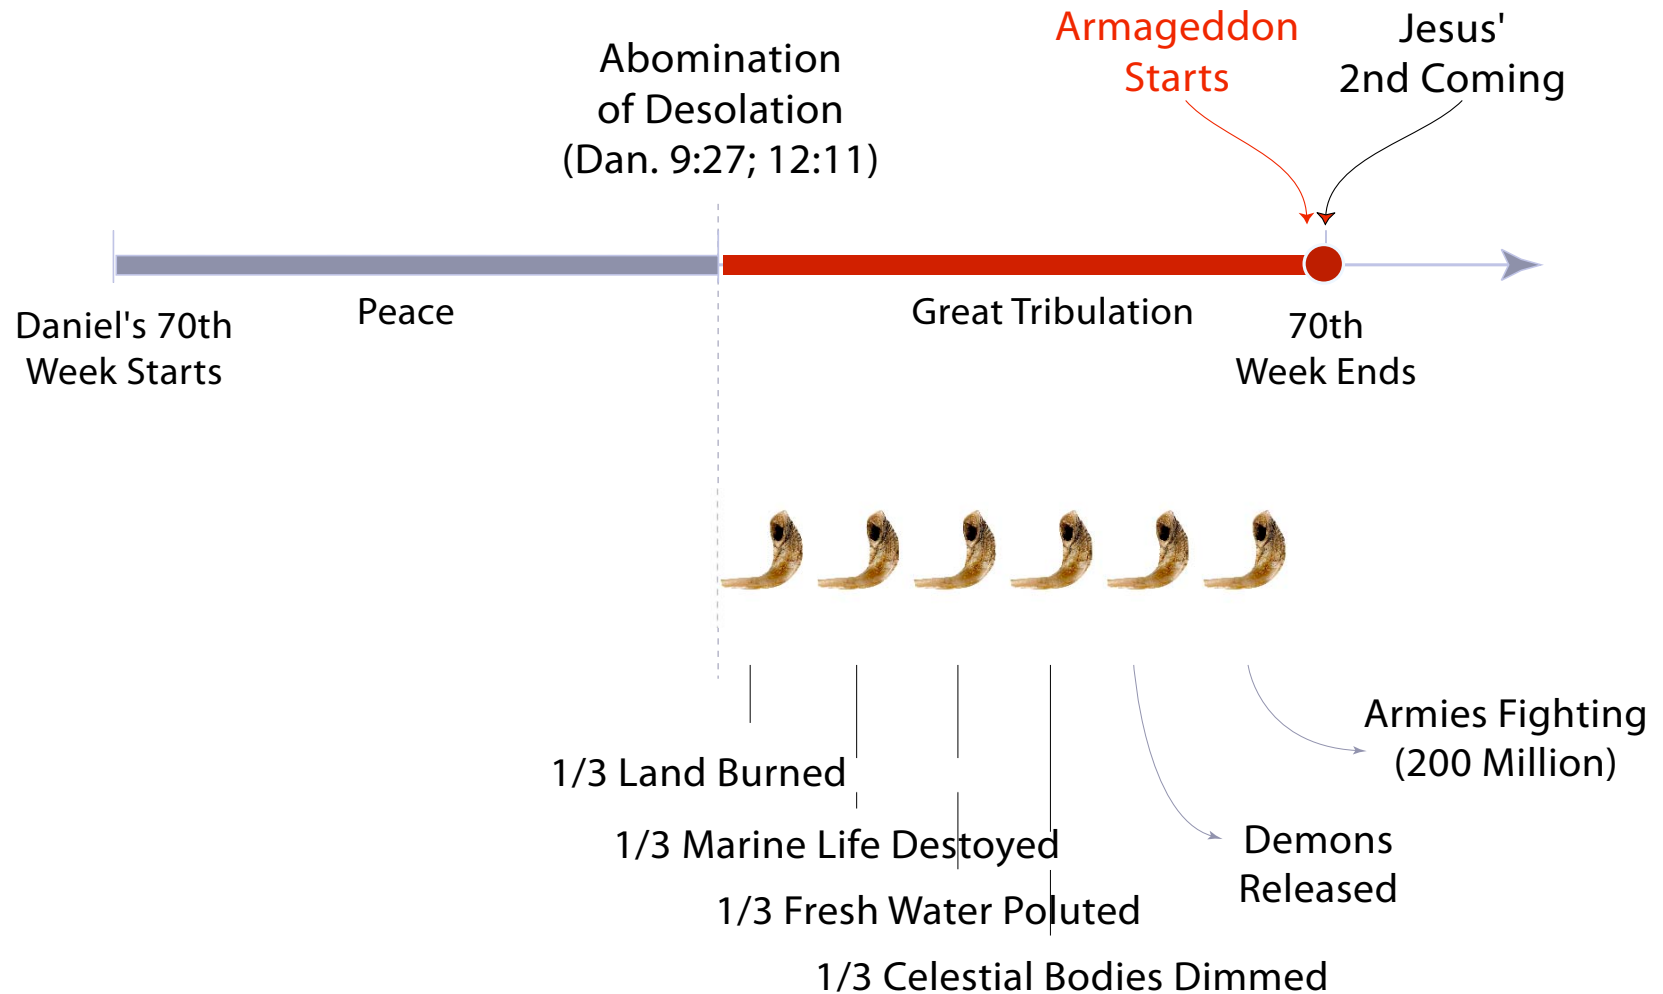 Armageddon
Starts
Jesus'
2nd Coming
Abomination
of Desolation
(Dan. 9:27; 12:11)
Daniel's 70th
Week Starts
Peace
Great Tribulation
70th
Week Ends
1/3 Land Burned
1/3 Marine Life Destoyed
1/3 Fresh Water Poluted
1/3 Celestial Bodies Dimmed
Demons
Released
Armies Fighting
(200 Million)